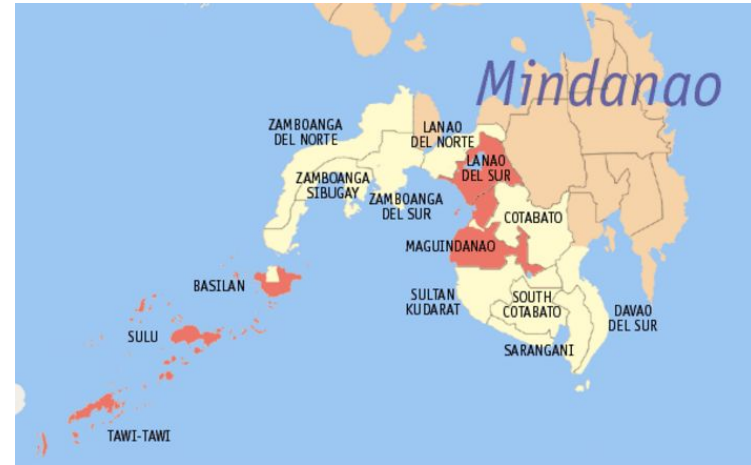 Mindanao
ZAMBOANGA
DEL NORTE
LANAO
DEL NORTE
LANAO
DEL SUR
ZAMBOANGA
SIBUGAY
ZAMBOANGA
DEL SUR
COTABATO
MAGUINDANAO
BASILAN
SULTAN
KUDARAT
SOUTH
COTABATO
DAVAO
DEL SUR
SULU
SARANGANI
TAWI-TAWI